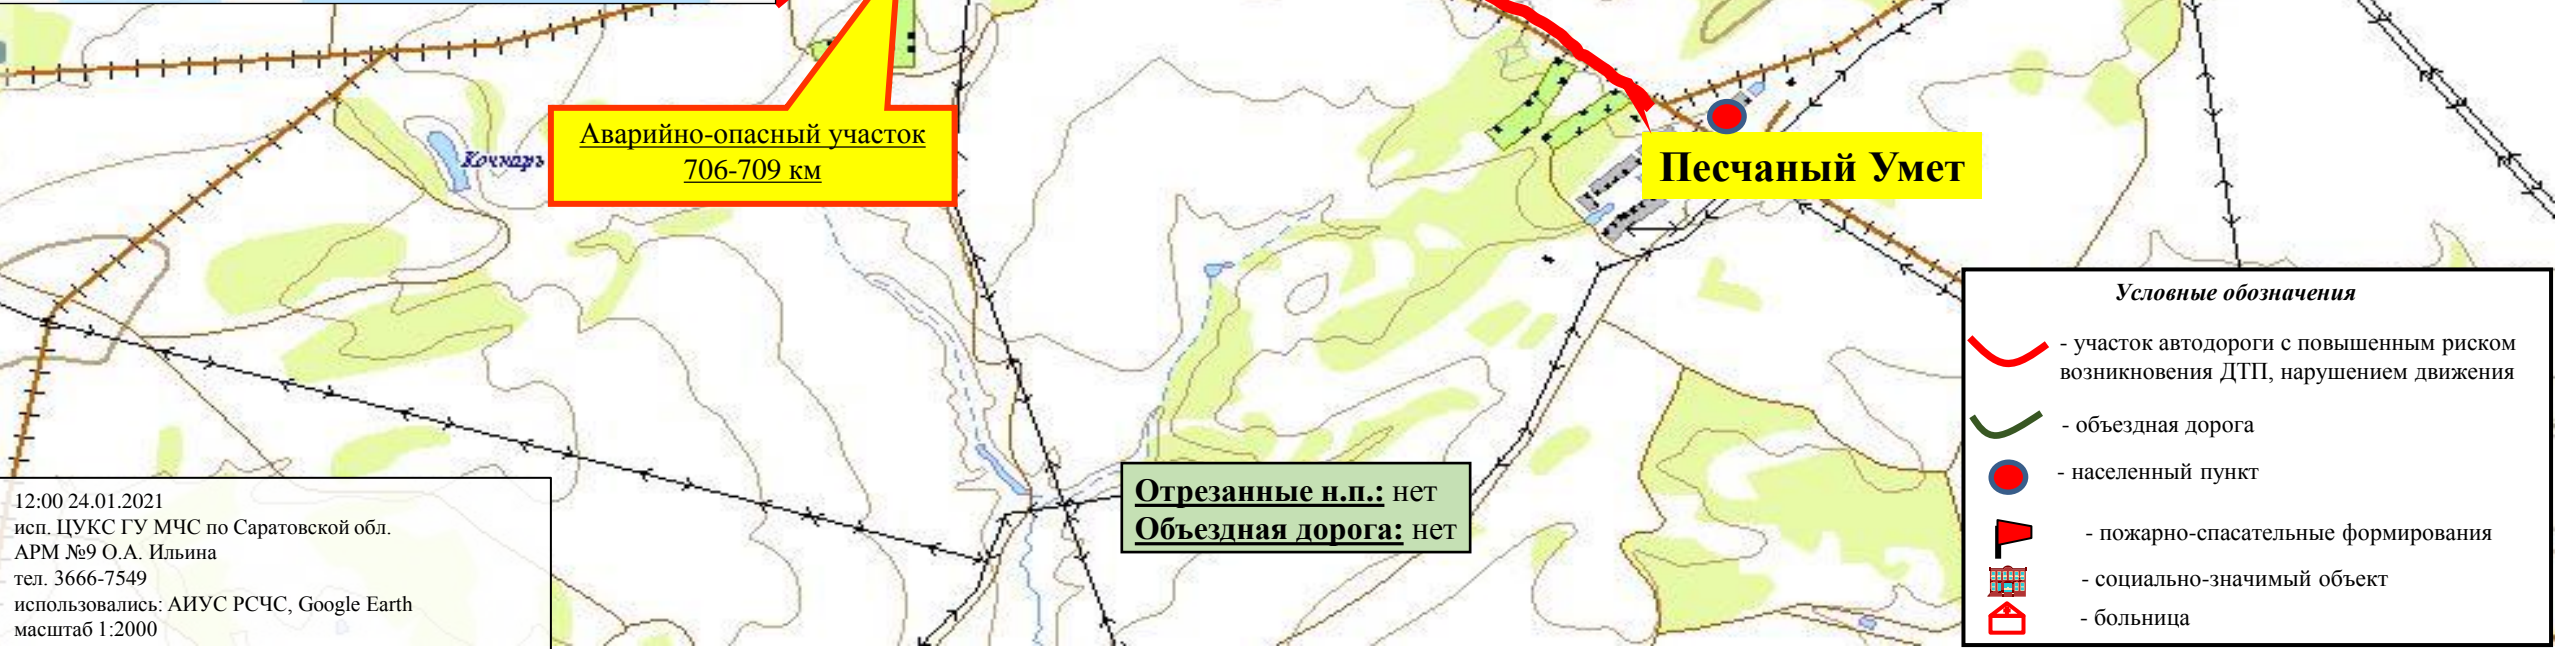 Аварийно-опасный участок
706-709 км
Кочкаръ
Песчаный Умет
Условные обозначения
- участок автодороги с повышенным риском
возникновения ДТП, нарушением движения
- объездная дорога
- населенный пункт
- пожарно-спасательные формирования
- социально-значимый объект
- больница
Отрезанные н.п.: нет
Объездная дорога: нет
12:00 24.01.2021
исп. ЦУКС ГУ МЧС по Саратовской обл.
АРМ №9 О.А. Ильина
тел. 3666-7549
использовались: АИУС РСЧС, Google Earth
масштаб 1:2000